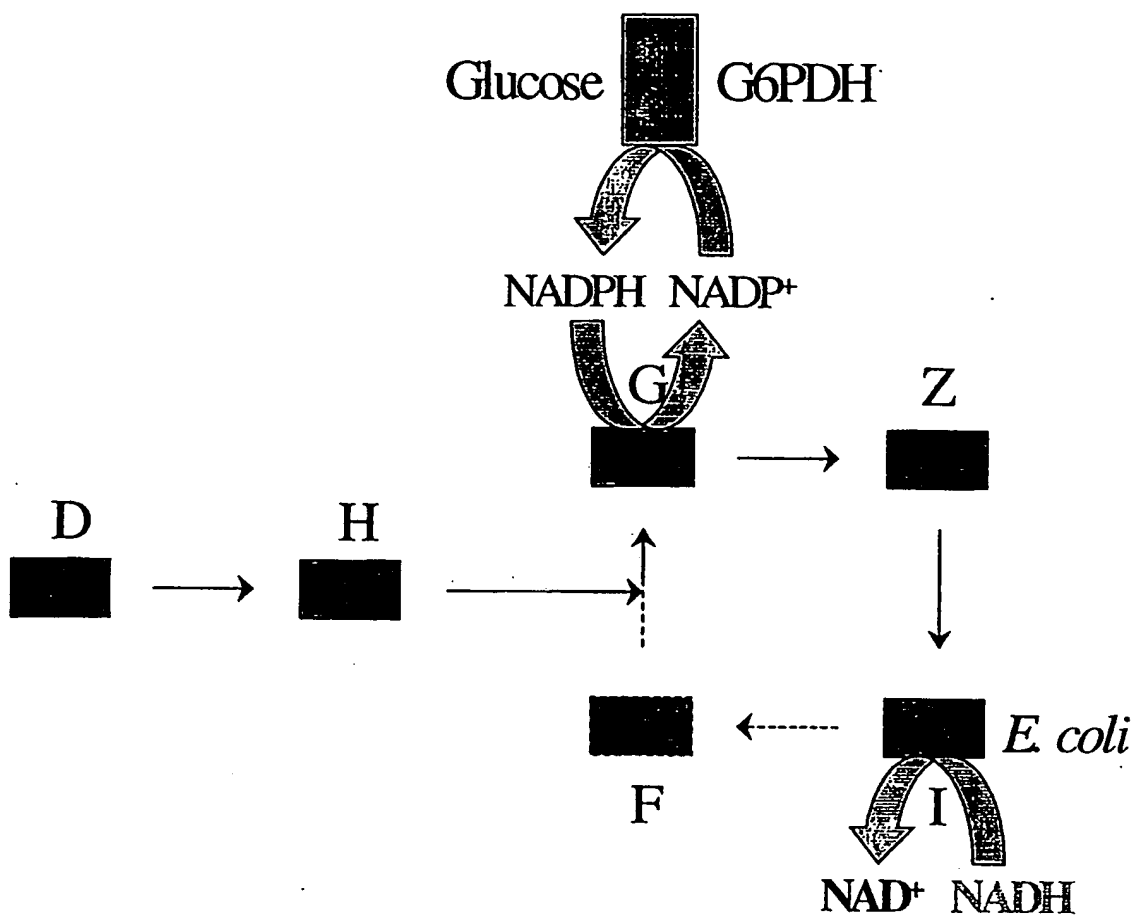 Glucose G6PDH
NADPH NADP+
G Z
D H
E. coli
F I
NAD+ NADH